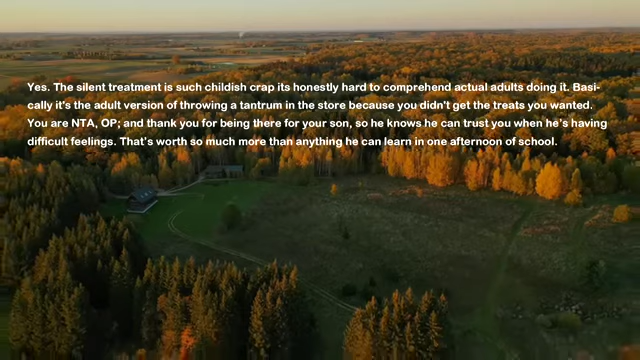 Yes. The silent treatment is such childish crap its honestly hard to comprehend actual adults doing it. Basi-
cally it's the adult version of throwing a tantrum in the store because you didn't get the treats you wanted.
You are NTA, OP; and thank you for being there for your son, so he knows he can trust you when he's having
difficult feelings. That's worth so much more than anything he can learn in one afternoon of school.